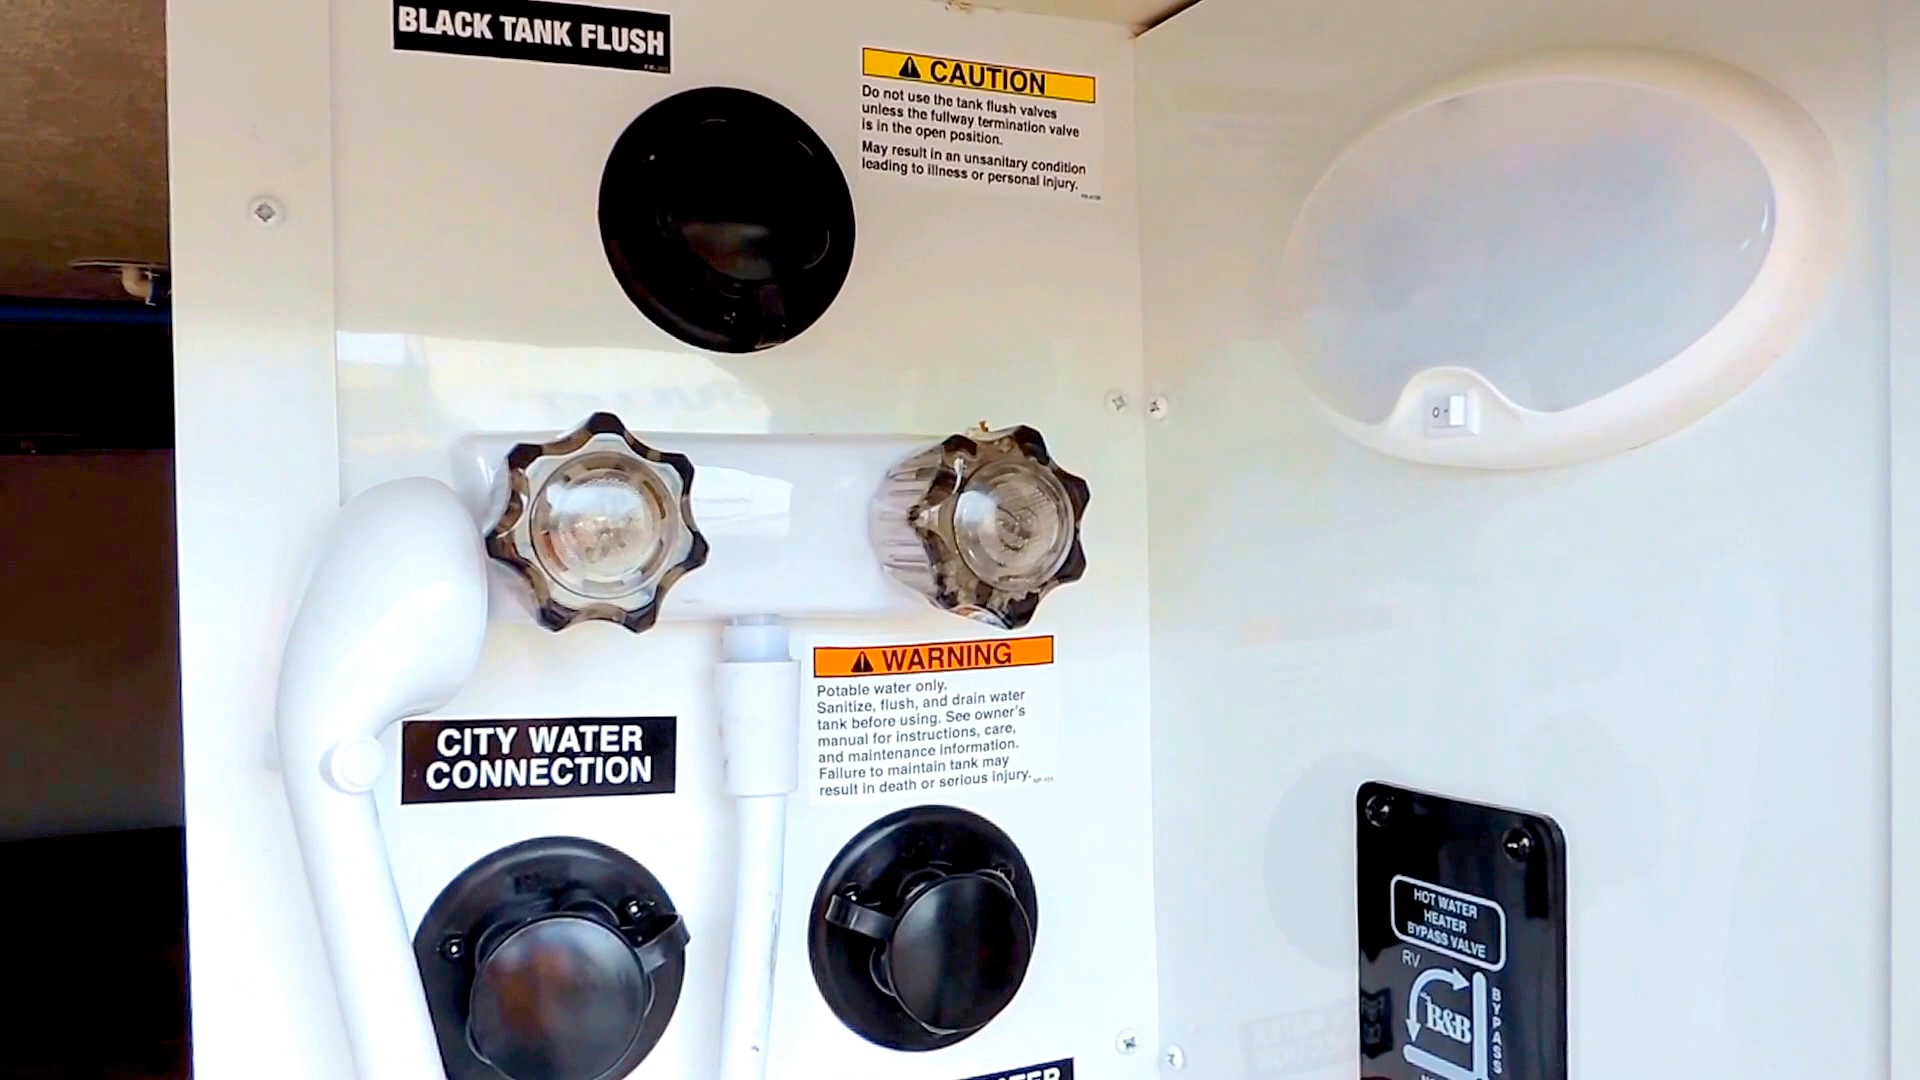 BLACK TANK FLUSH
CAUTION
Do not use the tank flush valves
unless the fullway termination valve
is in the open position.
May result in an unsanitary condition
leading to illness or personal injury.
WARNING
Potable water only.
Sanitize, flush, and drain water
tank before using. See owner's
manual for instructions, care,
and maintenance information.
Failure to maintain tank may
result in death or serious injury.
CITY WATER
CONNECTION
HOT WATER
HEATER
BYPASS VALVE
RV
B&B
BYPASS